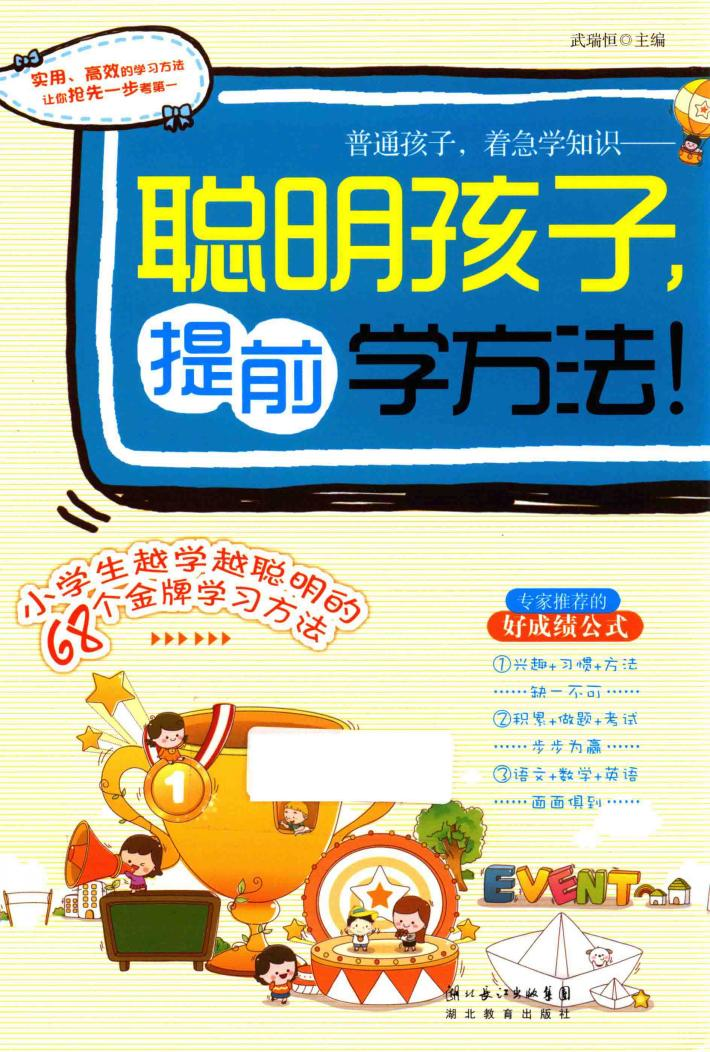 武瑞恒◎主编
实用、高效的学习方法
让你抢先一步考第一
普通孩子，着急学知识——
聪明孩子，
提前学方法！
小学生越学越聪明的
68个金牌学习方法
专家推荐的
好成绩公式
①兴趣+习惯+方法
……缺一不可……
②积累+做题+考试
……步步为赢……
③语文+数学+英语
……面面俱到……
1
EVENT
湖北长江出版集团
湖北教育出版社